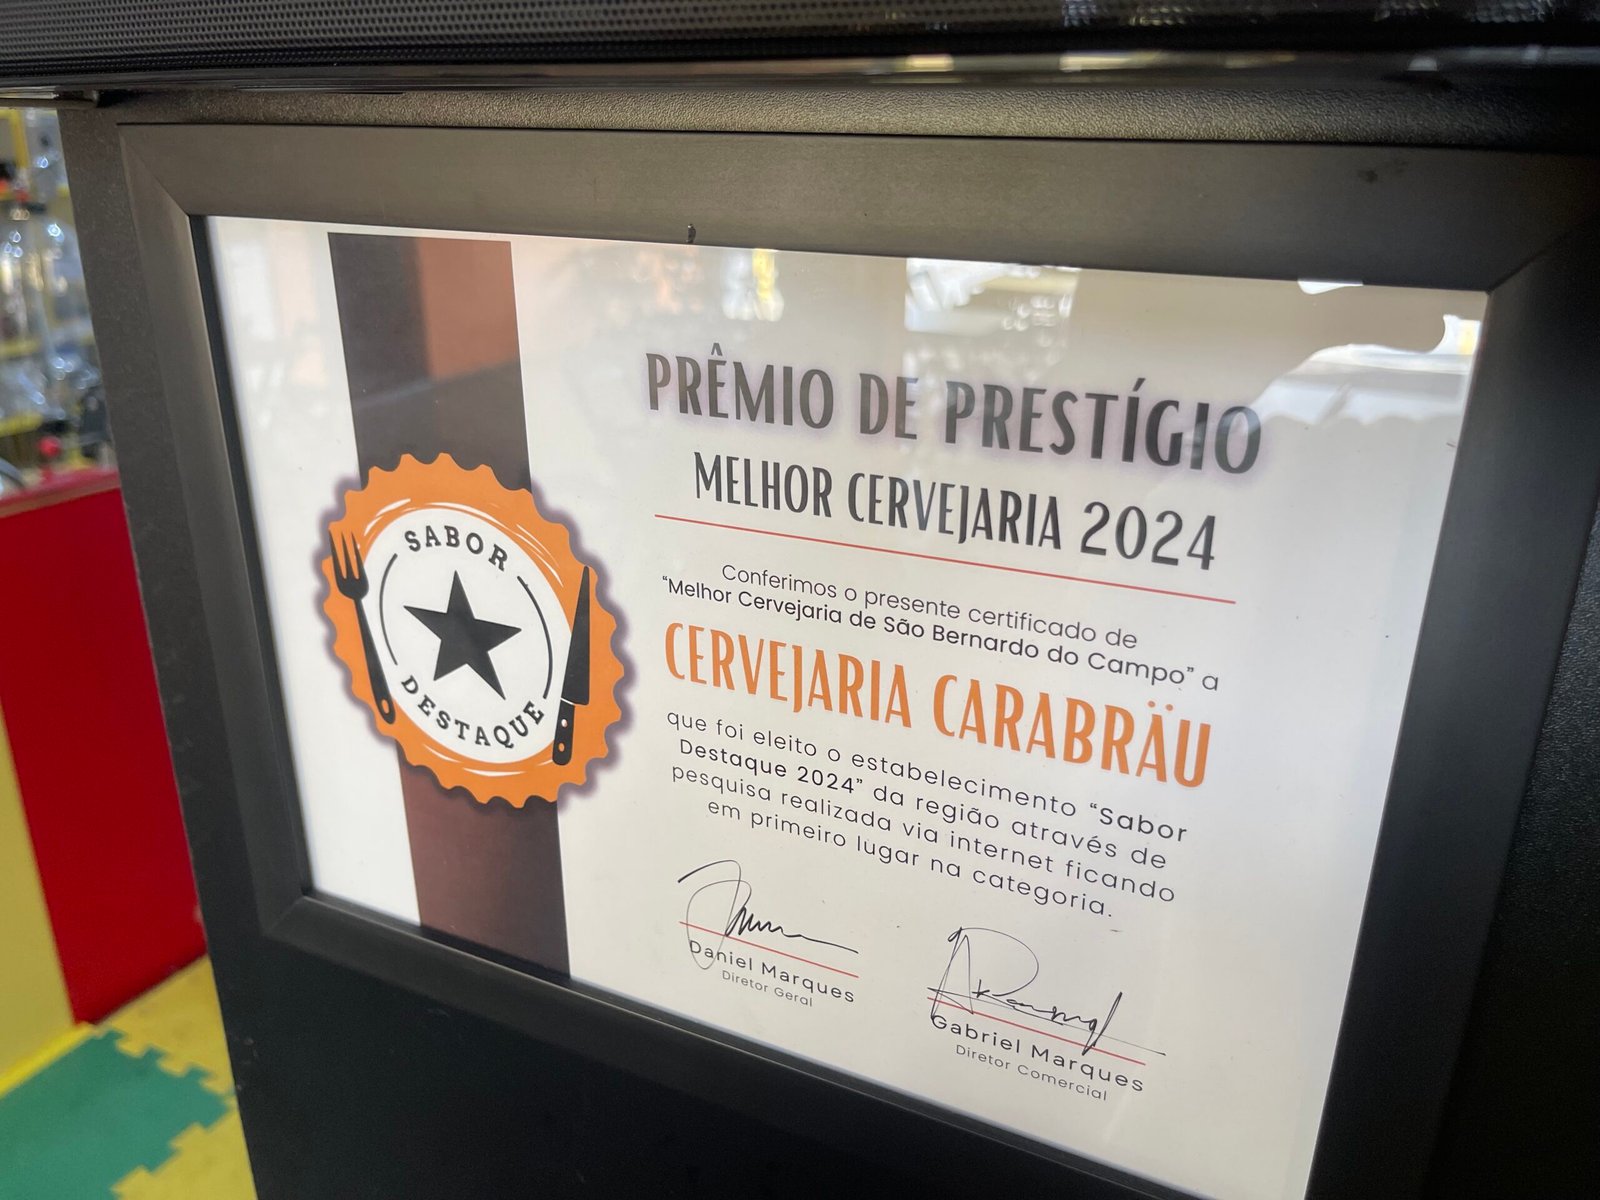 SABOR
DESTAQUE
PRÊMIO DE PRESTÍGIO
MELHOR CERVEJARIA 2024
Conferimos o presente certificado de
“Melhor Cervejaria de São Bernardo do Campo” a
CERVEJARIA CARABRÄU
que foi eleito o estabelecimento “Sabor
Destaque 2024” da região através de
pesquisa realizada via internet ficando
em primeiro lugar na categoria.
Daniel Marques
Diretor Geral
Gabriel Marques
Diretor Comercial